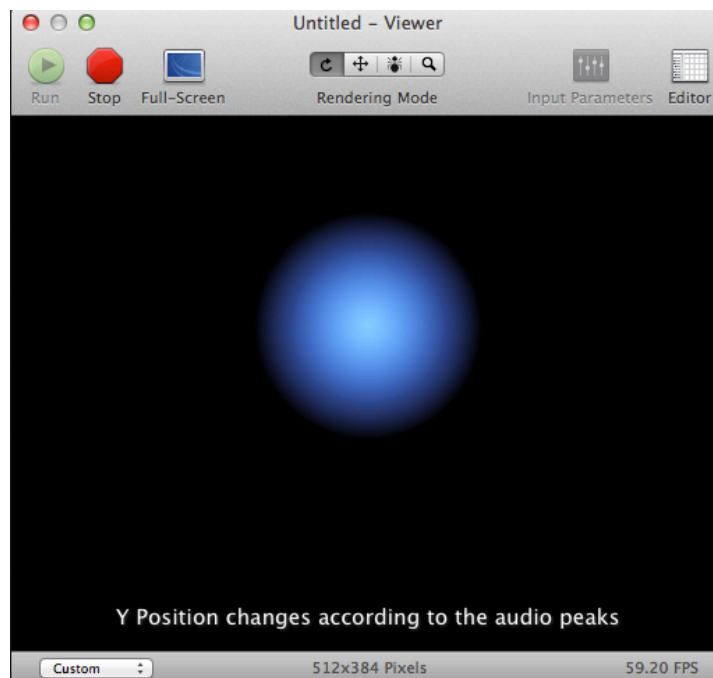 Untitled – Viewer
Run
Stop
Full-Screen
Rendering Mode
Input Parameters
Editor
Y Position changes according to the audio peaks
Custom
512x384 Pixels
59.20 FPS